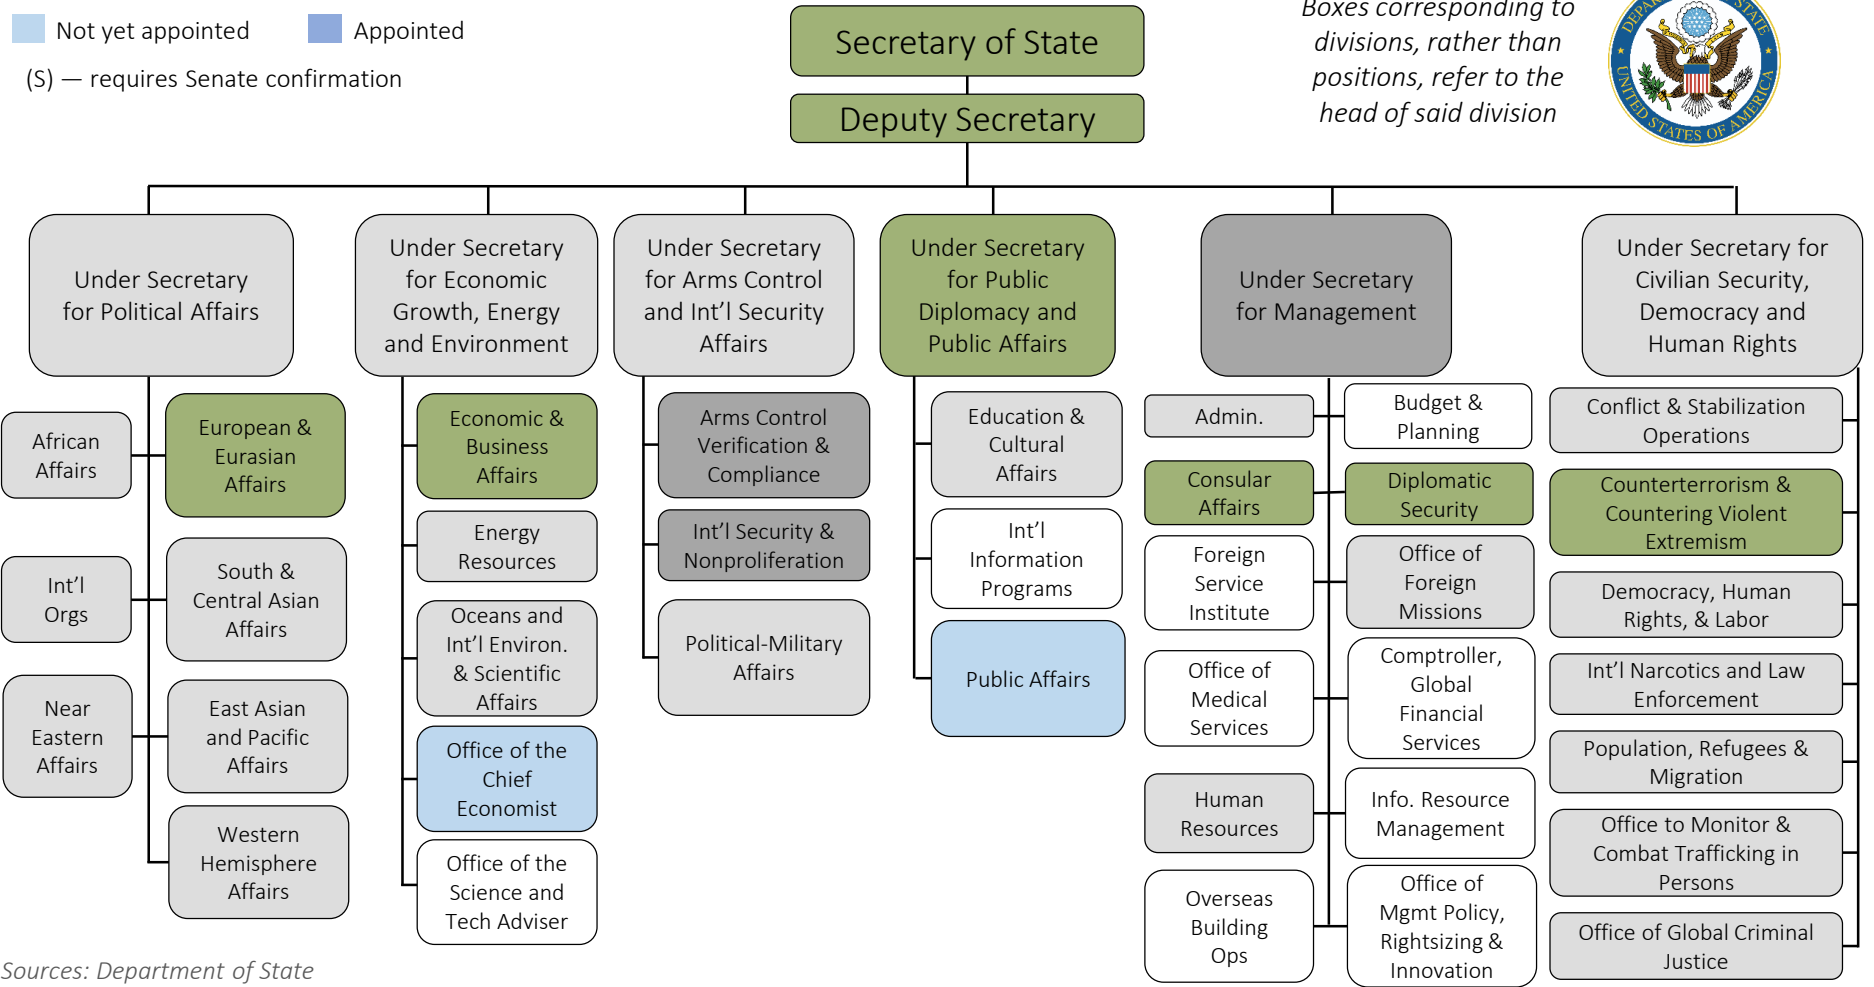 Not yet appointed
Appointed
(S) — requires Senate confirmation
Secretary of State
Deputy Secretary
Boxes corresponding to
divisions, rather than
positions, refer to the
head of said division
UNITED STATES OF AMERICA
Under Secretary
for Political Affairs
Under Secretary
for Economic
Growth, Energy
and Environment
Under Secretary
for Arms Control
and Int’l Security
Affairs
Under Secretary
for Public
Diplomacy and
Public Affairs
Under Secretary
for Management
Under Secretary for
Civilian Security,
Democracy and
Human Rights
African
Affairs
European &
Eurasian
Affairs
Int’l
Orgs
South &
Central Asian
Affairs
Near
Eastern
Affairs
East Asian
and Pacific
Affairs
Western
Hemisphere
Affairs
Economic &
Business
Affairs
Energy
Resources
Oceans and
Int’l Environ.
& Scientific
Affairs
Office of the
Chief
Economist
Office of the
Science and
Tech Adviser
Arms Control
Verification &
Compliance
Int’l Security &
Nonproliferation
Political-Military
Affairs
Education &
Cultural
Affairs
Int’l
Information
Programs
Public Affairs
Admin.
Budget &
Planning
Consular
Affairs
Diplomatic
Security
Foreign
Service
Institute
Office of
Foreign
Missions
Office of
Medical
Services
Comptroller,
Global
Financial
Services
Human
Resources
Info. Resource
Management
Overseas
Building
Ops
Office of
Mgmt Policy,
Rightsizing &
Innovation
Conflict & Stabilization
Operations
Counterterrorism &
Countering Violent
Extremism
Democracy, Human
Rights, & Labor
Int’l Narcotics and Law
Enforcement
Population, Refugees &
Migration
Office to Monitor &
Combat Trafficking in
Persons
Office of Global Criminal
Justice
Sources: Department of State